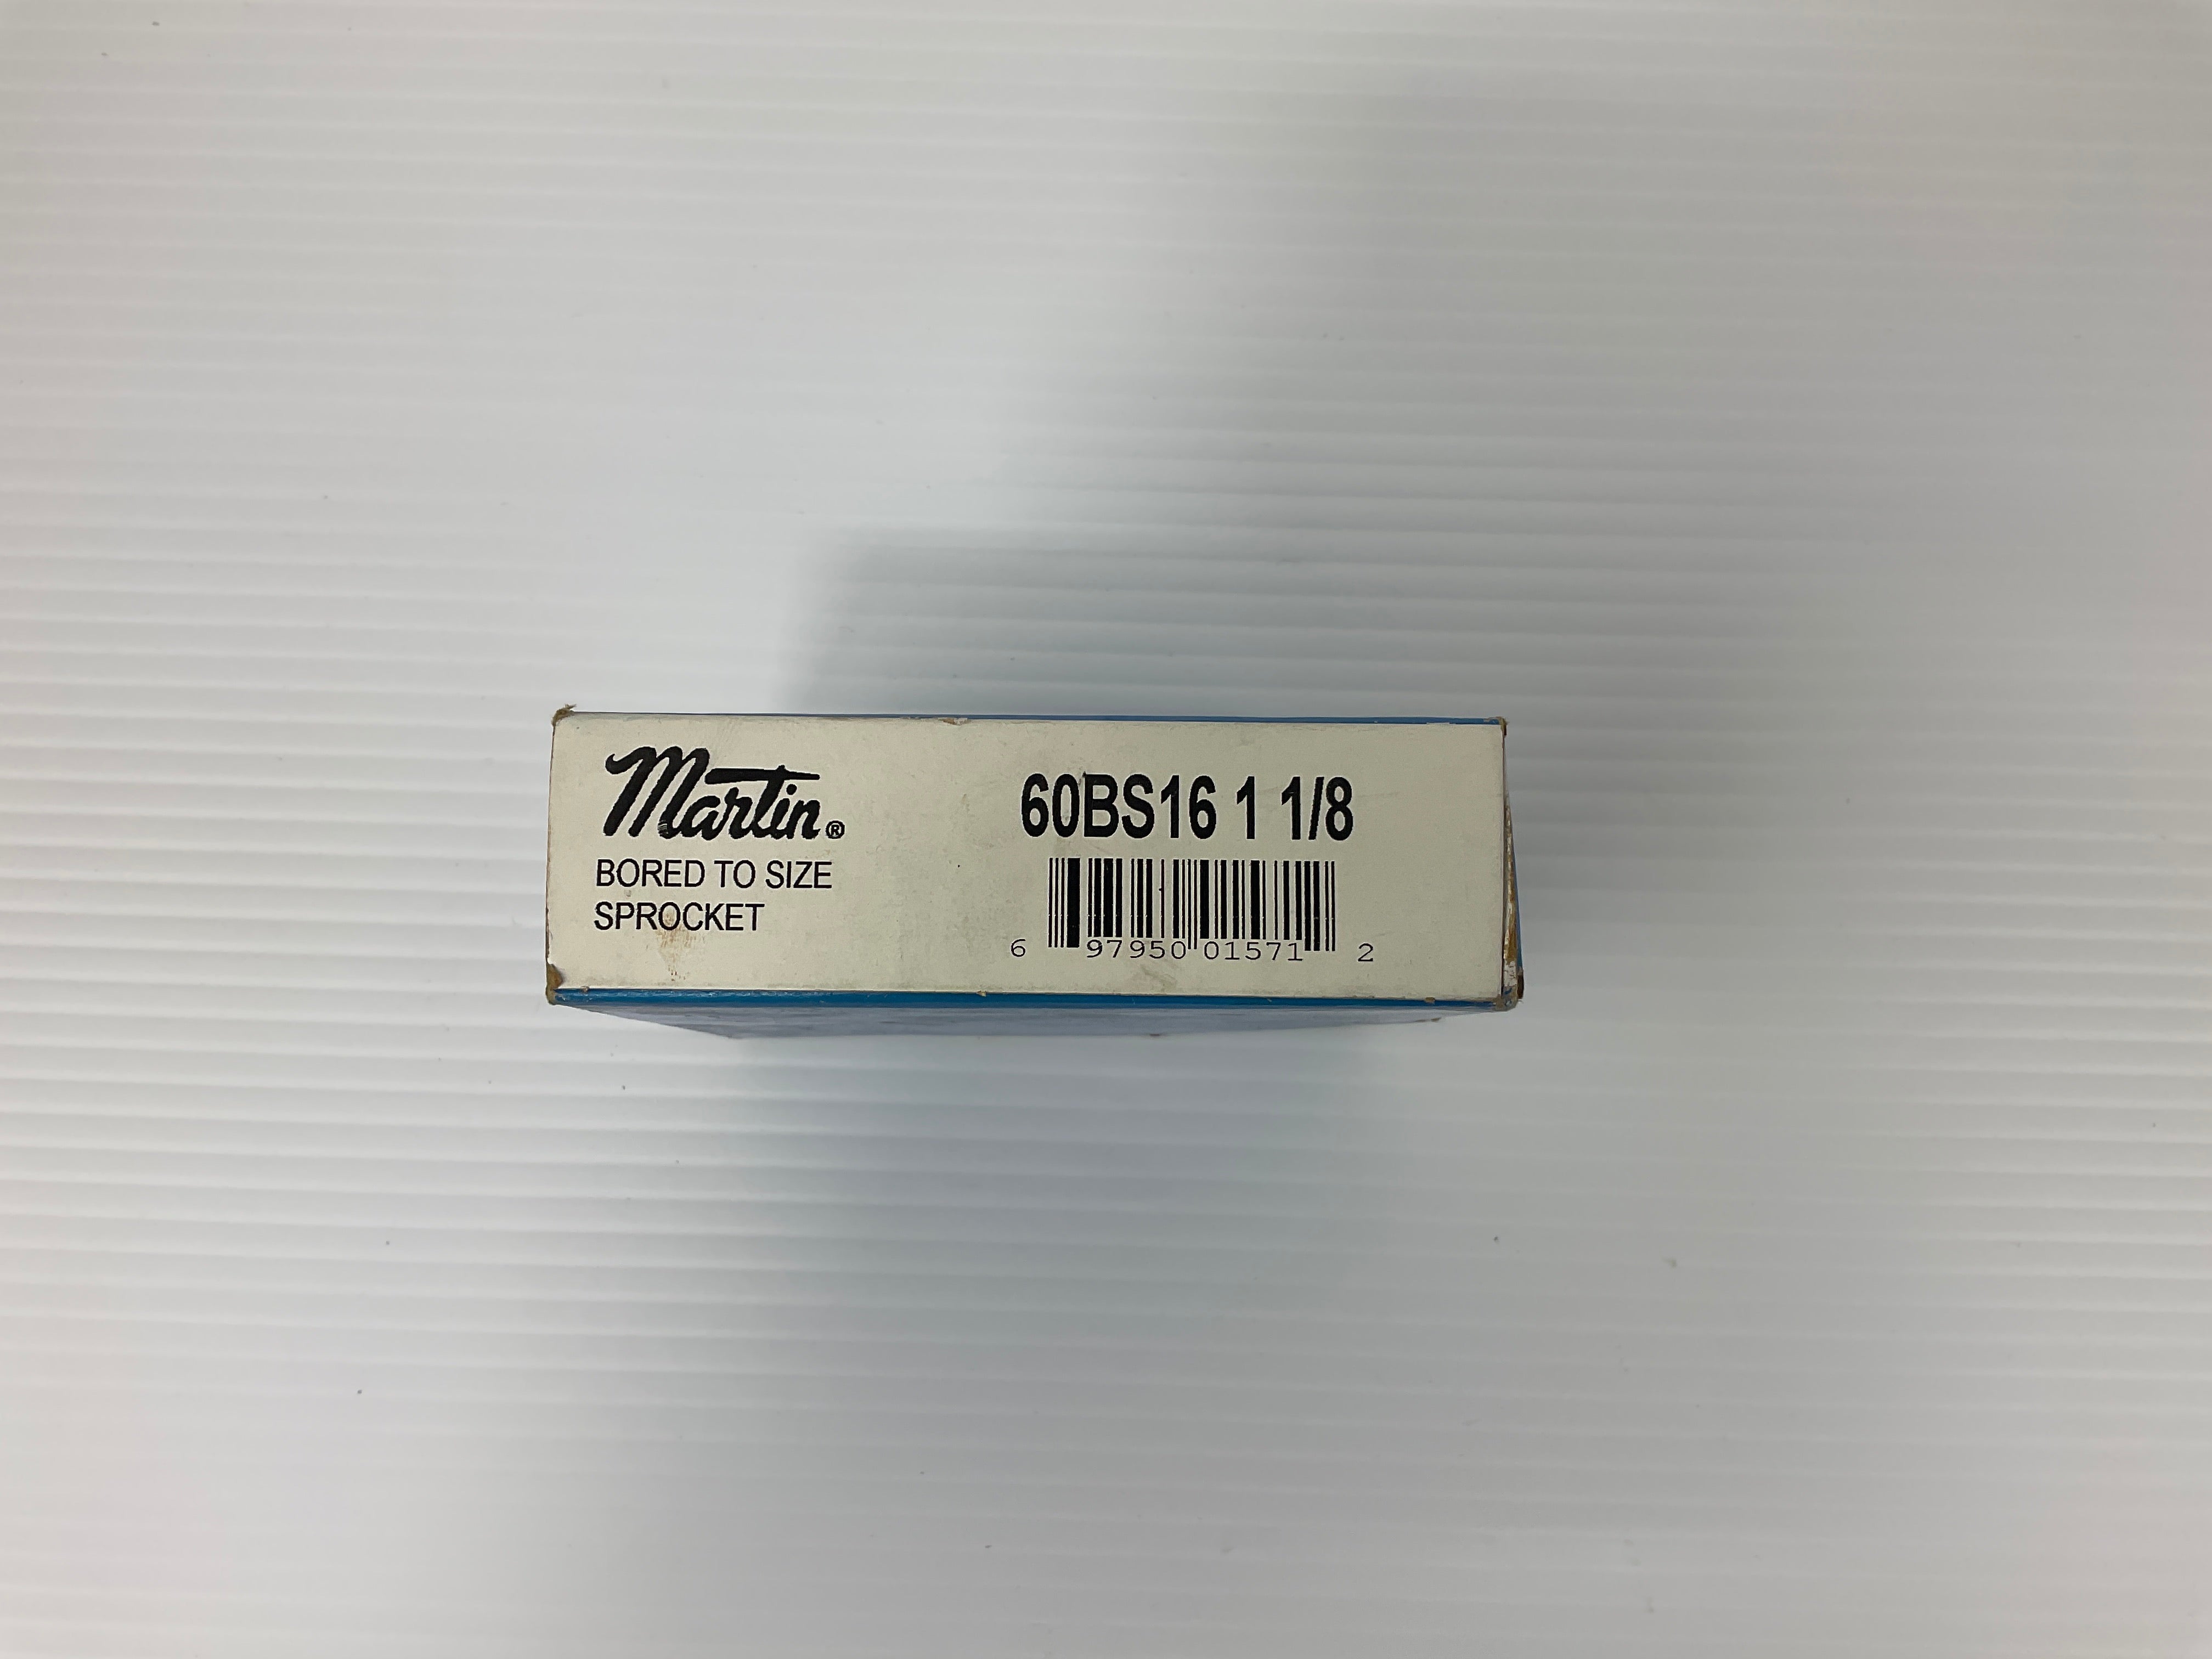 Martin®
BORED TO SIZE
SPROCKET
60BS16 1 1/8
6 97950 01571 2